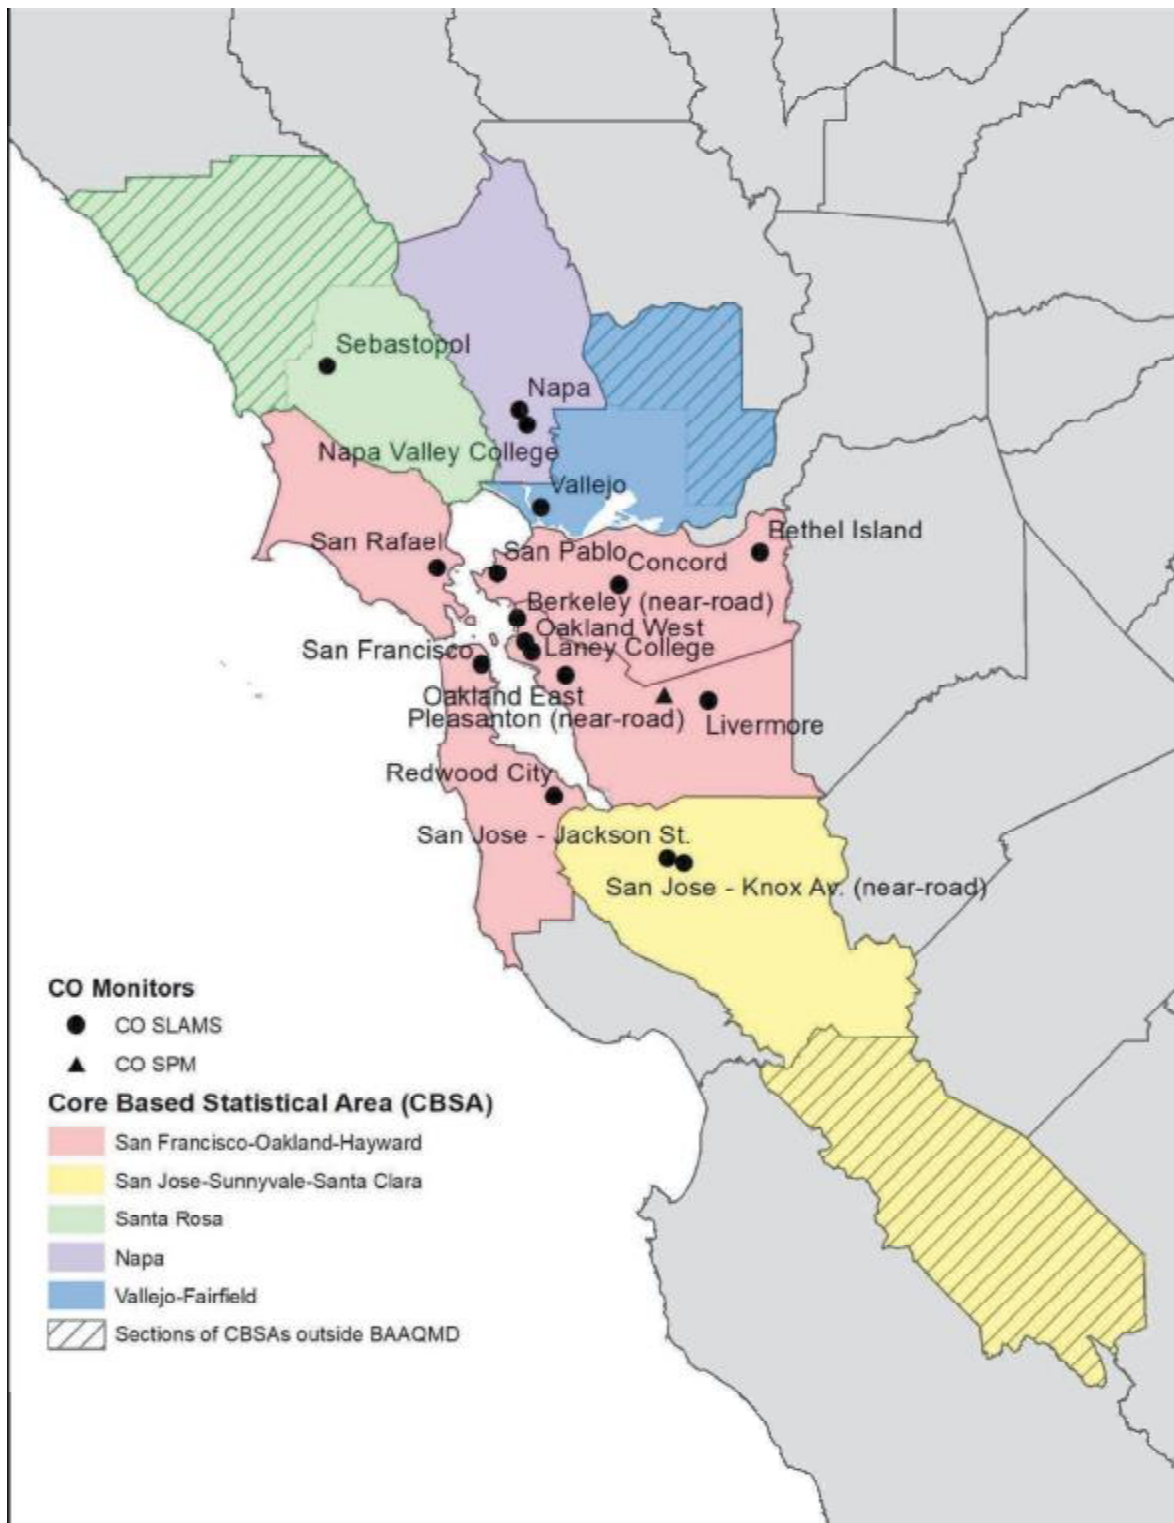 Sebastopol
Napa
Napa Valley College
Vallejo
Bethel Island
San Rafael
San Pablo
Concord
Berkeley (near-road)
Oakland West
San Francisco
Laney College
Oakland East
Pleasanton (near-road)
Livermore
Redwood City
San Jose - Jackson St.
San Jose - Knox Av. (near-road)
CO Monitors
CO SLAMS
CO SPM
Core Based Statistical Area (CBSA)
San Francisco-Oakland-Hayward
San Jose-Sunnyvale-Santa Clara
Santa Rosa
Napa
Vallejo-Fairfield
Sections of CBSAs outside BAAQMD